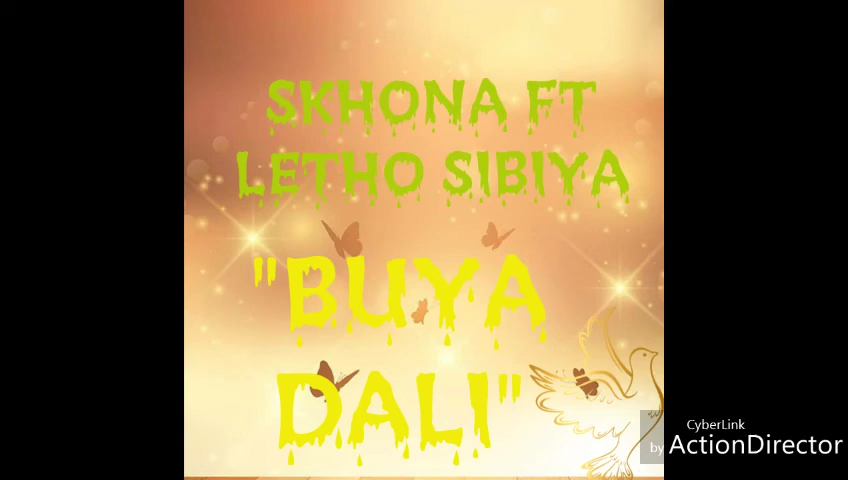 SKHONA FT
LETHO SIBIYA
"BUYA
DALI"
CyberLink
by ActionDirector